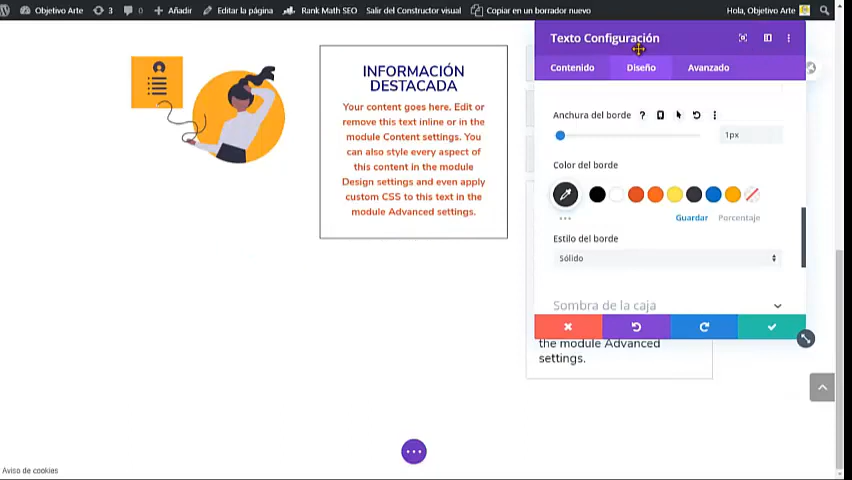 Objetivo Arte 3 0 Añadir Editar la página Rank Math SEO Salir del Constructor visual Copiar en un borrador nuevo Hola, Objetivo Arte
Texto Configuración
Contenido Diseño Avanzado
INFORMACIÓN
DESTACADA
Your content goes here. Edit or
remove this text inline or in the
module Content settings. You
can also style every aspect of
this content in the module
Design settings and even apply
custom CSS to this text in the
module Advanced settings.
Anchura del borde ?
1px
Color del borde
Guardar Porcentaje
Estilo del borde
Sólido
Sombra de la caja
the module Advanced
settings.
Aviso de cookies